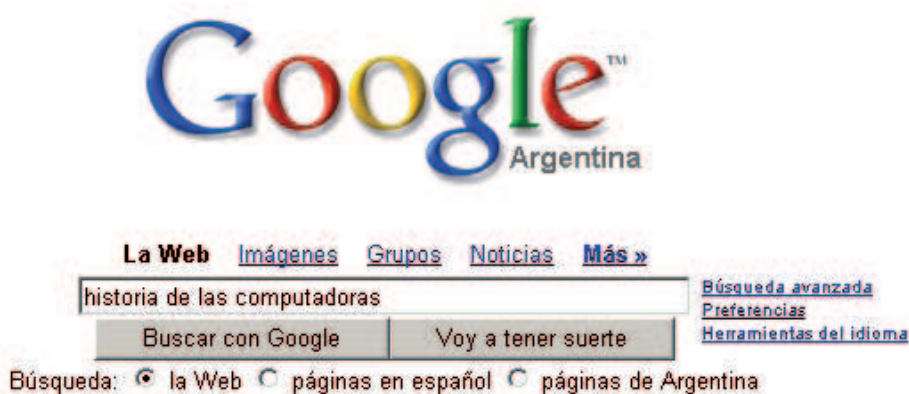 Google™
Argentina
La Web Imágenes Grupos Noticias Más »
historia de las computadoras
Búsqueda avanzada
Preferencias
Herramientas del idioma
Buscar con Google Voy a tener suerte
Búsqueda: la Web páginas en español páginas de Argentina